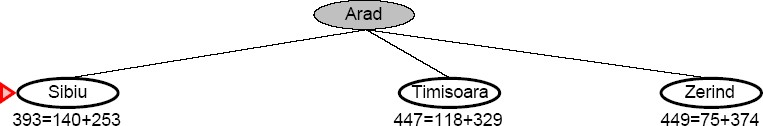 Arad
Sibiu Timisoara Zerind
393=140+253 447=118+329 449=75+374